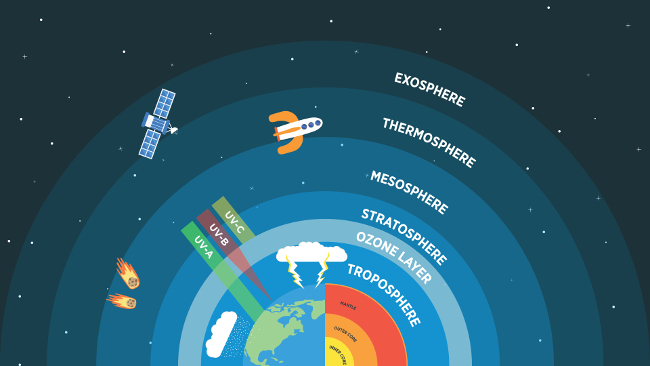 EXOSPHERE
THERMOSPHERE
MESOSPHERE
STRATOSPHERE
OZONE LAYER
TROPOSPHERE
UV-C
UV-B
UV-A
MANTLE
OUTER CORE
INNER CORE